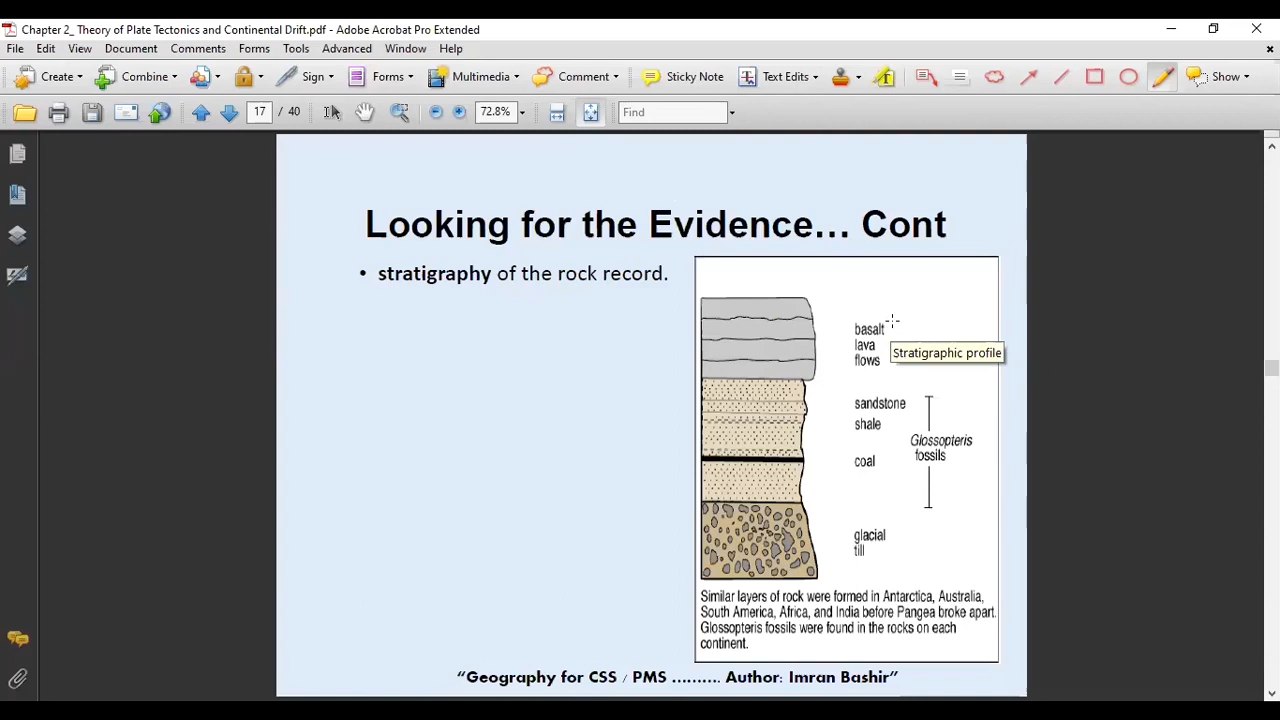 Chapter 2_ Theory of Plate Tectonics and Continental Drift.pdf - Adobe Acrobat Pro Extended
File Edit View Document Comments Forms Tools Advanced Window Help
Create Combine Sign Forms Multimedia Comment Sticky Note Text Edits Show
17 / 40 72.8% Find
Looking for the Evidence... Cont
• stratigraphy of the rock record.
basalt
lava
flows
Stratigraphic profile
sandstone
shale
Glossopteris
fossils
coal
glacial
till
Similar layers of rock were formed in Antarctica, Australia,
South America, Africa, and India before Pangea broke apart.
Glossopteris fossils were found in the rocks on each
continent.
“Geography for CSS / PMS ......... Author: Imran Bashir”